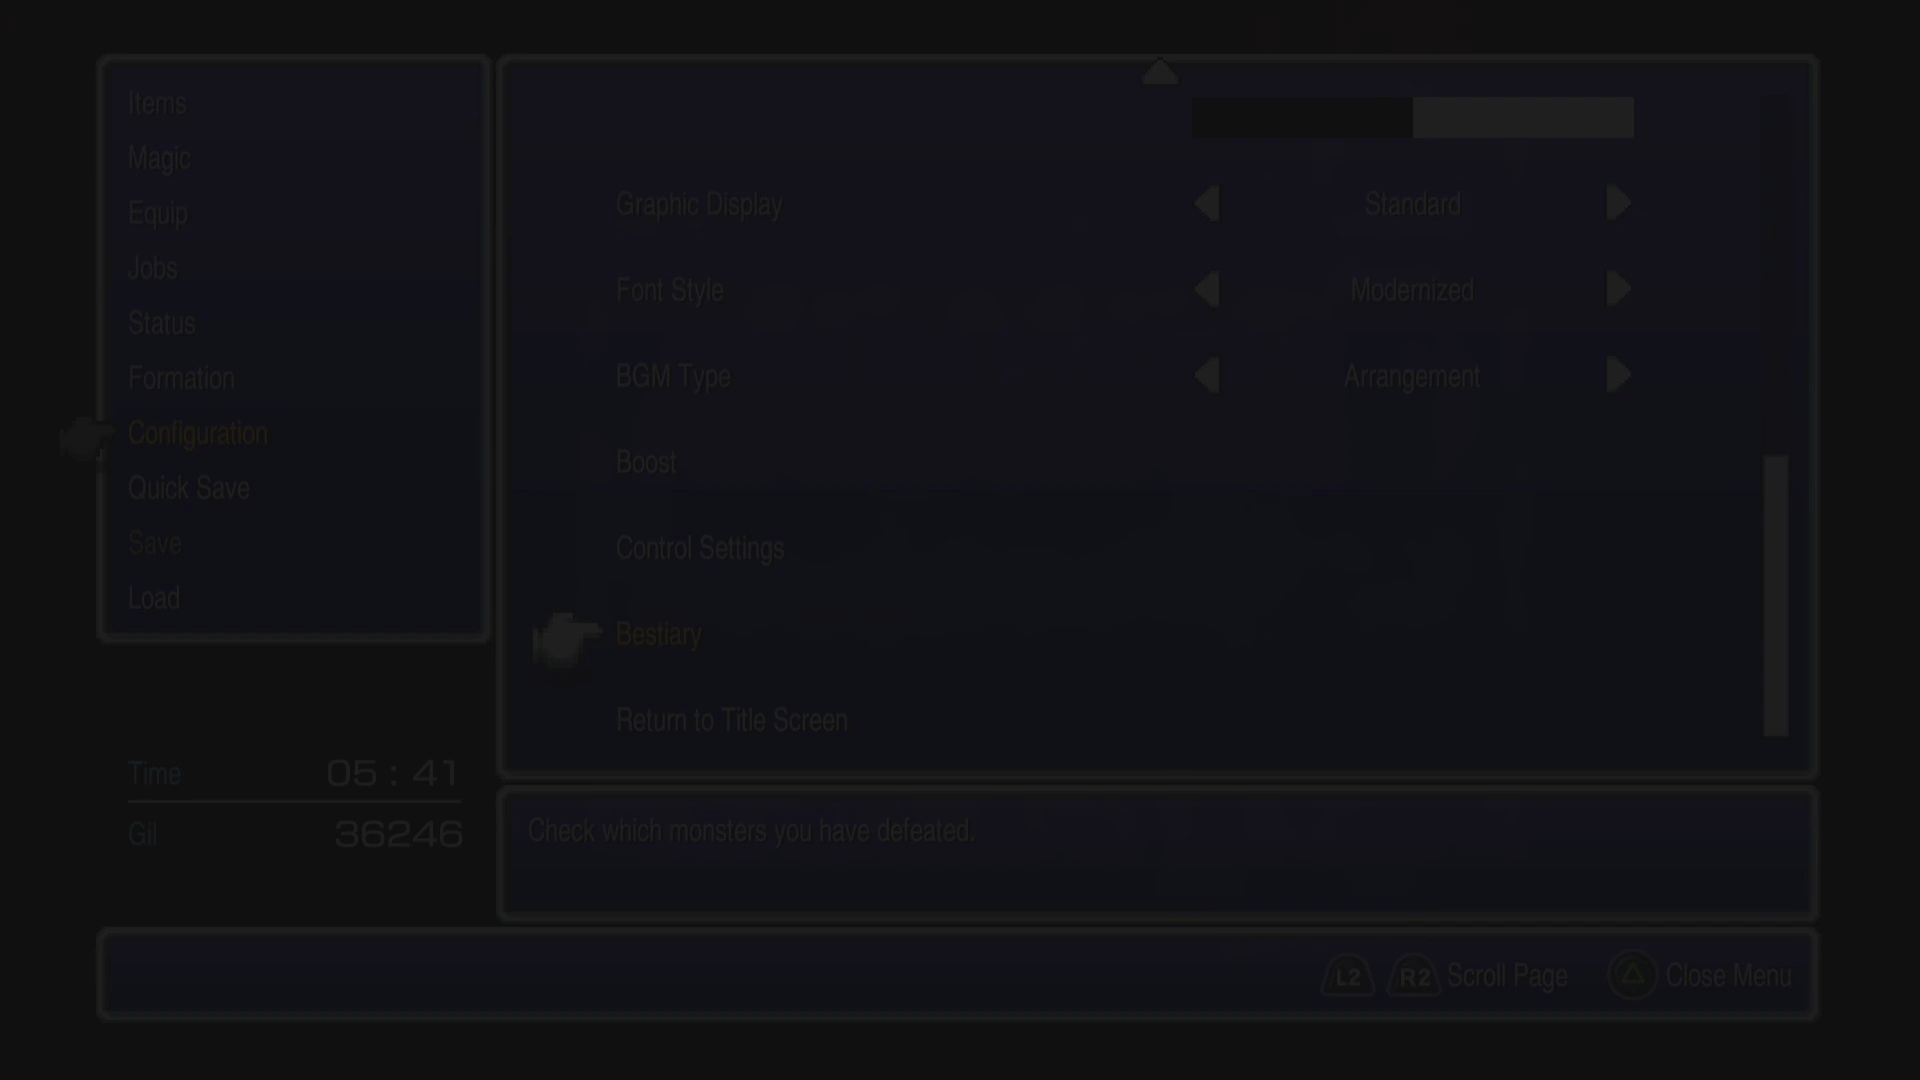 Items
Magic
Equip
Jobs
Status
Formation
Configuration
Quick Save
Save
Load
Time 05 : 41
Gil 36246
Graphic Display Standard
Font Style Modernized
BGM Type Arrangement
Boost
Control Settings
Bestiary
Return to Title Screen
Check which monsters you have defeated.
L2 R2 Scroll Page Close Menu